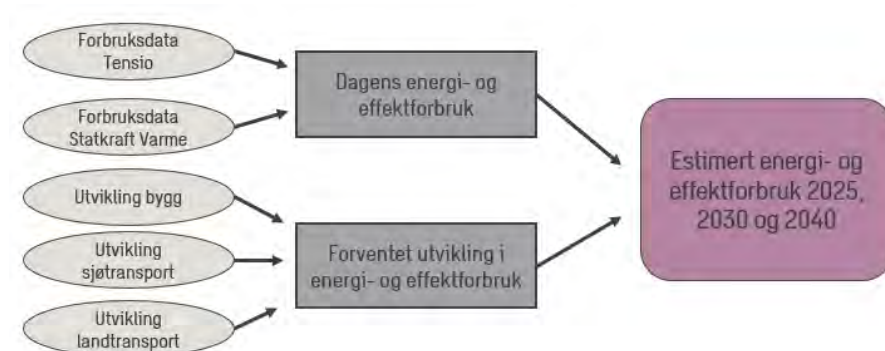 Forbruksdata
Tensio
Forbruksdata
Statkraft Varme
Utvikling bygg
Utvikling
sjøtransport
Utvikling
landtransport
Dagens energi- og
effektforbruk
Forventet utvikling i
energi- og effektforbruk
Estimert energi- og
effektforbruk 2025,
2030 og 2040